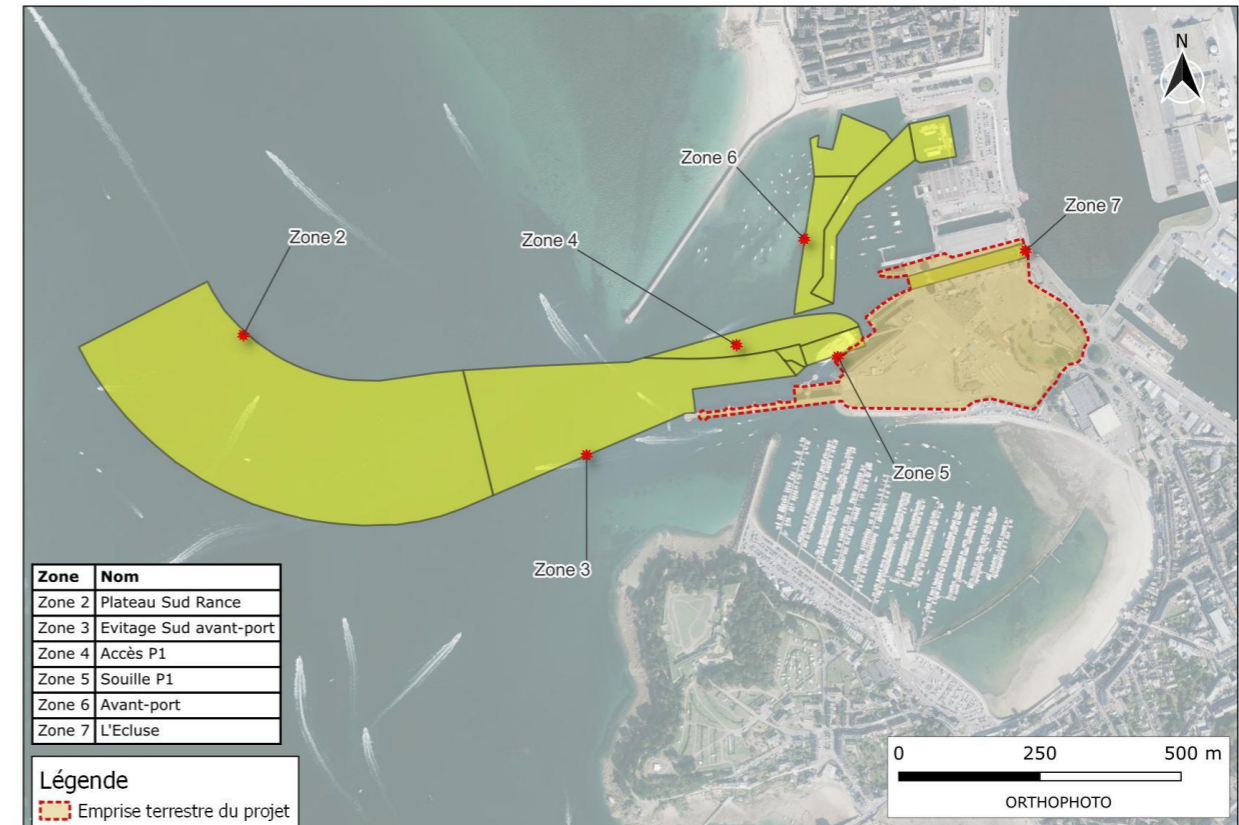 N
Zone 6
Zone 7
Zone 2
Zone 4
Zone 5
Zone 3
Zone Nom
Zone 2 Plateau Sud Rance
Zone 3 Evitage Sud avant-port
Zone 4 Accès P1
Zone 5 Souille P1
Zone 6 Avant-port
Zone 7 L'Ecluse
Légende
Emprise terrestre du projet
0 250 500 m
ORTHOPHOTO